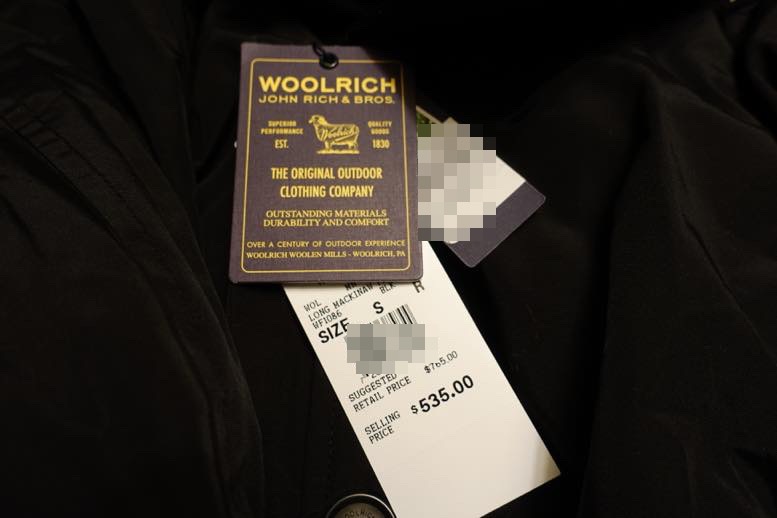 WOOLRICH
JOHN RICH & BROS.
SUPERIOR
PERFORMANCE
EST.
Woolrich
QUALITY
GOODS
1830
THE ORIGINAL OUTDOOR
CLOTHING COMPANY
OUTSTANDING MATERIALS
DURABILITY AND COMFORT
OVER A CENTURY OF OUTDOOR EXPERIENCE
WOOLRICH WOOLEN MILLS - WOOLRICH, PA
WOL.
LONG MACKINAW BLK R
WF1086
SIZE S
SUGGESTED
RETAIL PRICE $765.00
SELLING
PRICE $535.00